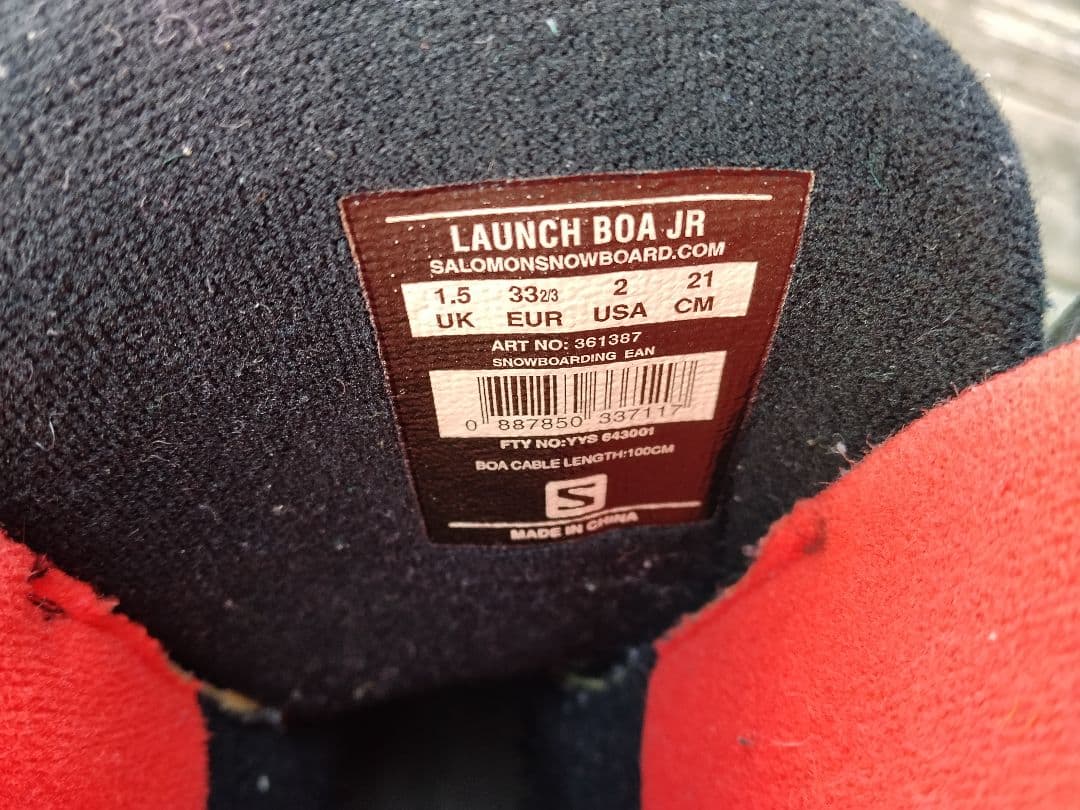 LAUNCH BOA JR
SALOMONSNOWBOARD.COM
1.5 33 2/3 2 21
UK EUR USA CM
ART NO: 361387
SNOWBOARDING EAN
0 887850 337117
FTY NO:YYS 643001
BOA CABLE LENGTH:100CM
S
MADE IN CHINA